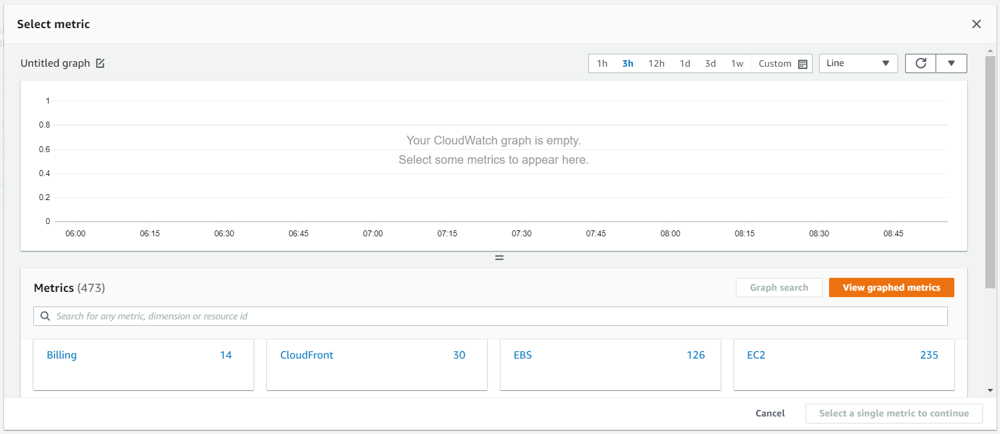 Select metric
Untitled graph
1h 3h 12h 1d 3d 1w Custom Line
1
0.8
Your CloudWatch graph is empty.
0.6
Select some metrics to appear here.
0.4
0.2
0
06:00 06:15 06:30 06:45 07:00 07:15 07:30 07:45 08:00 08:15 08:30 08:45
Metrics (473) Graph search View graphed metrics
Search for any metric, dimension or resource id
Billing 14 CloudFront 30 EBS 126 EC2 235
Cancel Select a single metric to continue